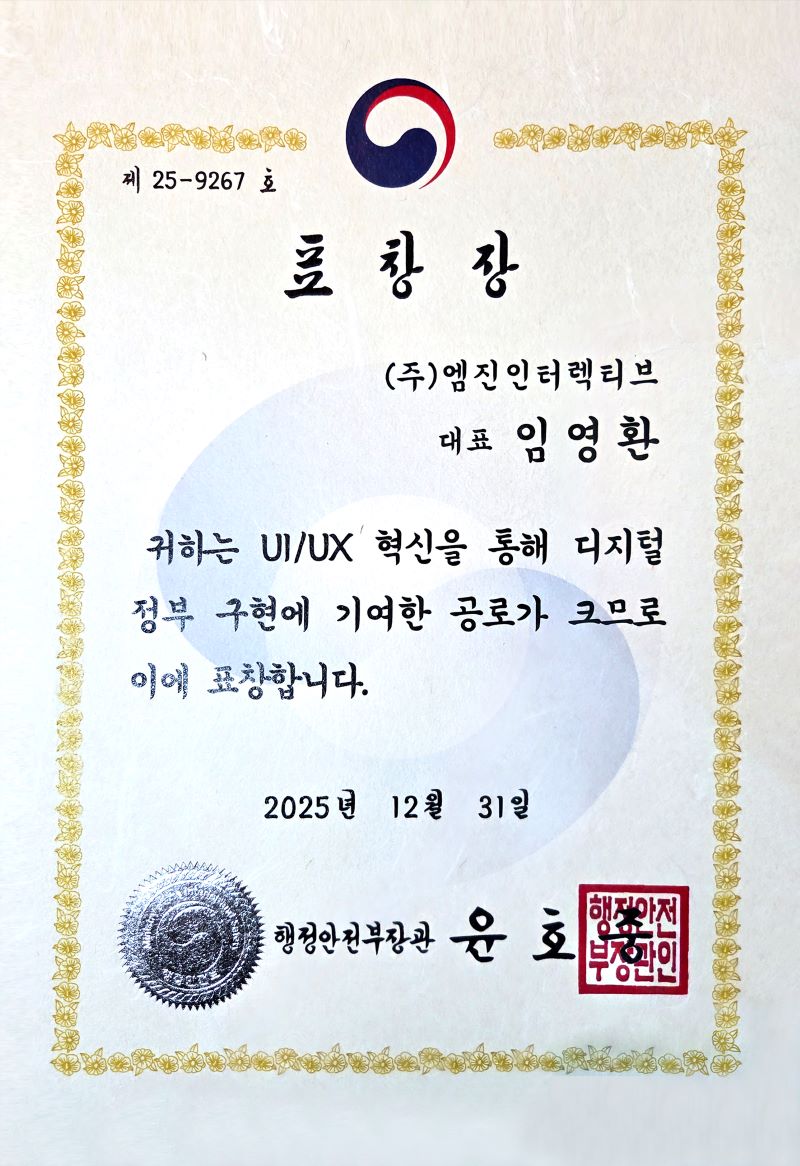 제 25-9267 호
표 창 장
(주)엠진인터렉티브
대표 임영환
귀하는 UI/UX 혁신을 통해 디지털
정부 구현에 기여한 공로가 크므로
이에 표창합니다.
2025년 12월 31일
행정안전부장관 윤 호 중
행정안전
부장관인